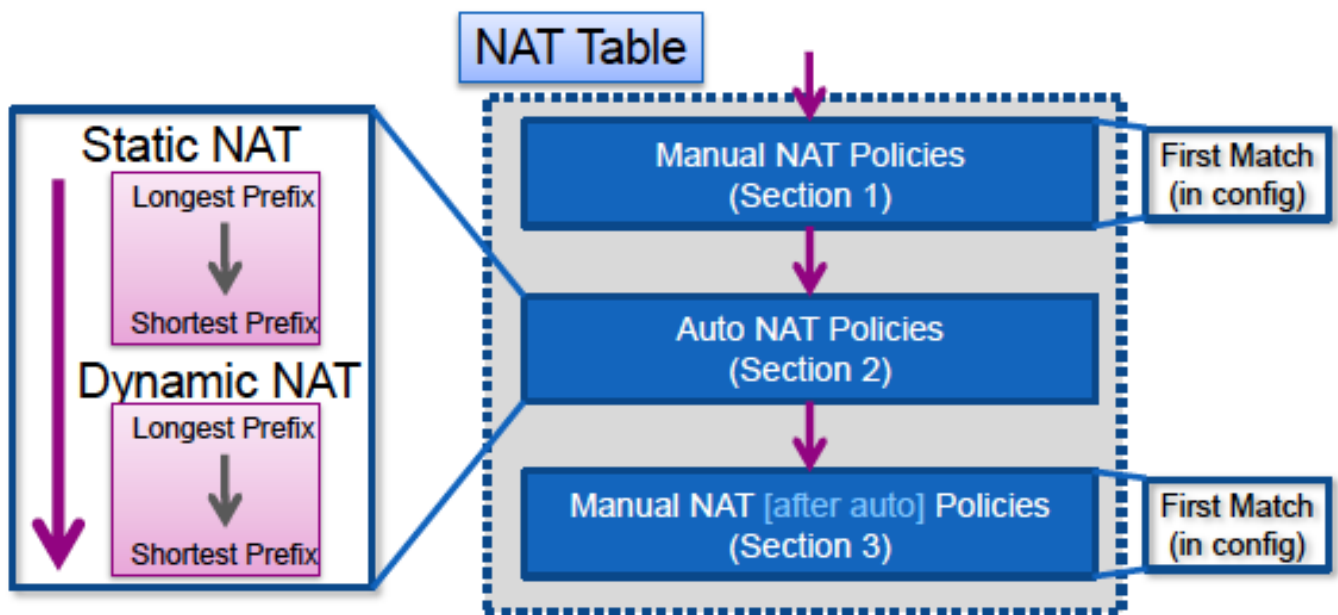 NAT Table
Static NAT
Longest Prefix
Shortest Prefix
Dynamic NAT
Longest Prefix
Shortest Prefix
Manual NAT Policies
(Section 1)
First Match
(in config)
Auto NAT Policies
(Section 2)
Manual NAT [after auto] Policies
(Section 3)
First Match
(in config)